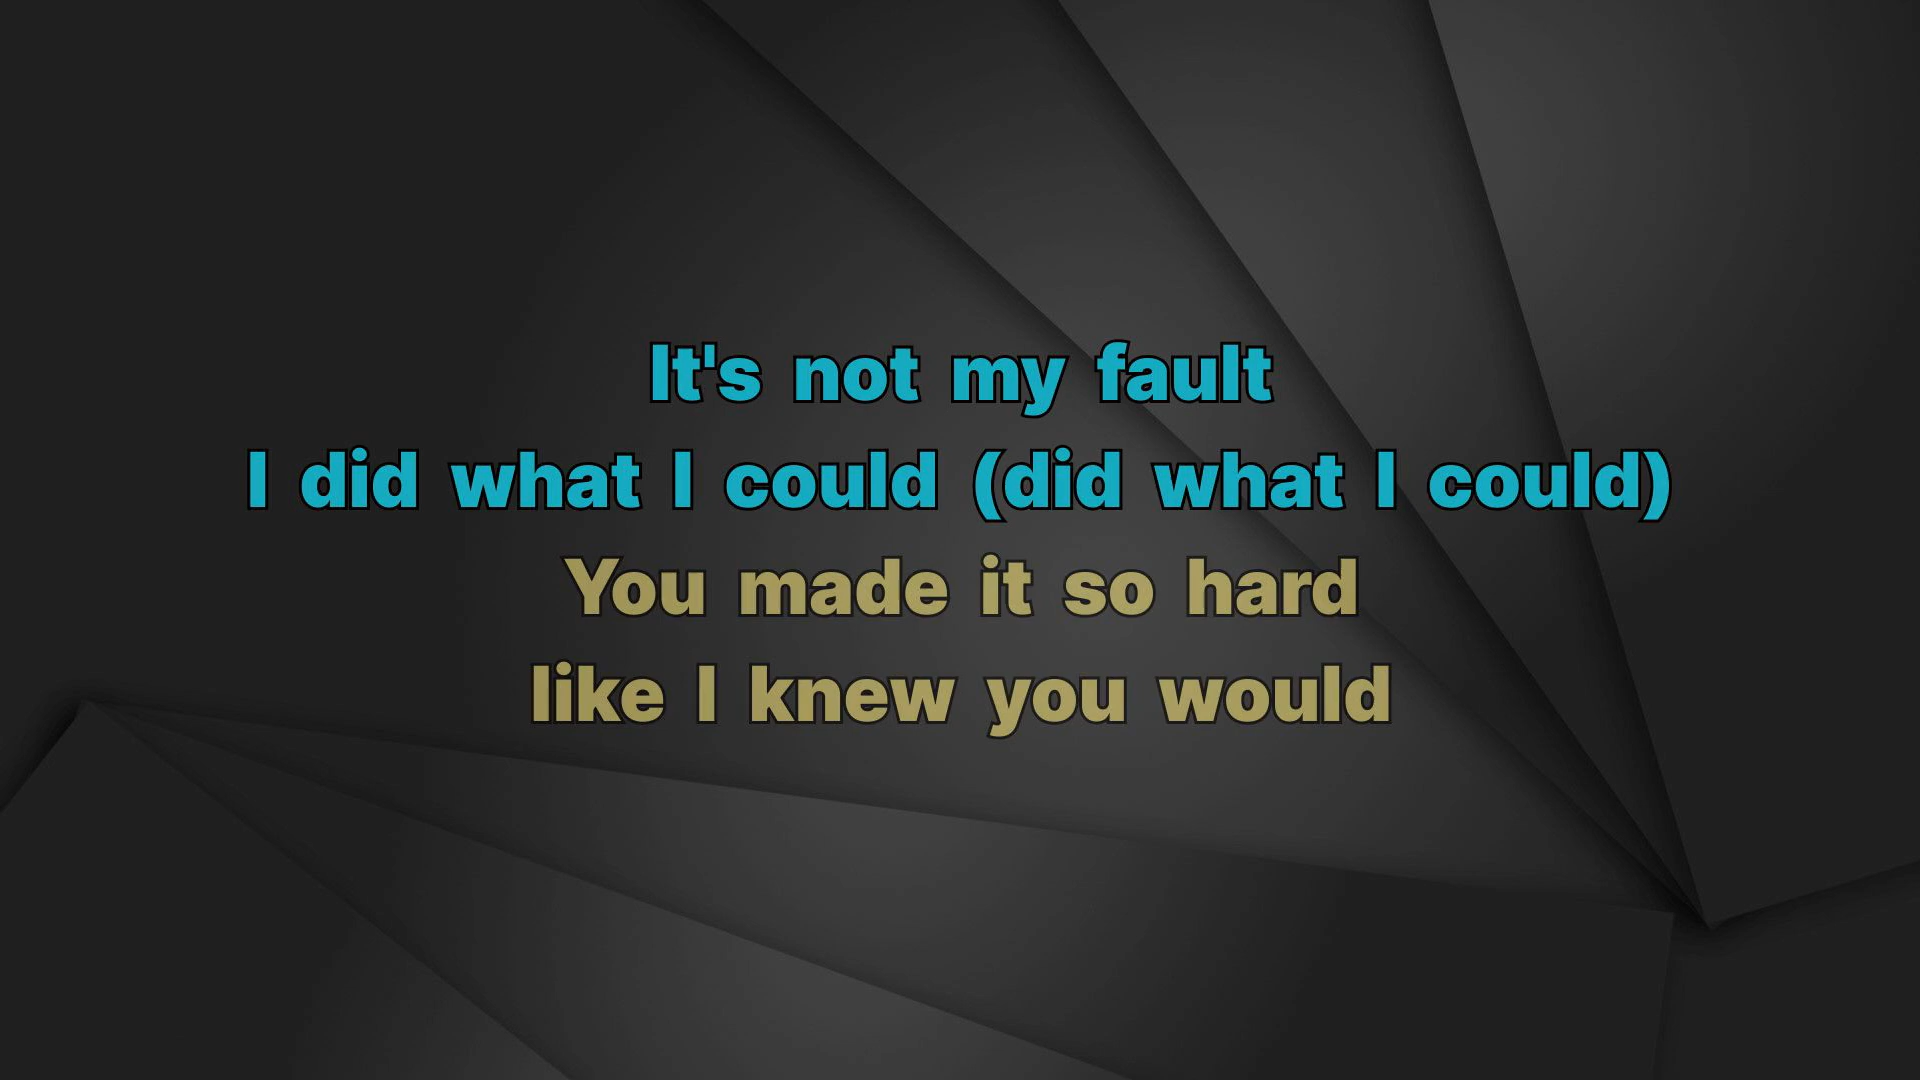 It's not my fault
I did what I could (did what I could)
You made it so hard
like I knew you would